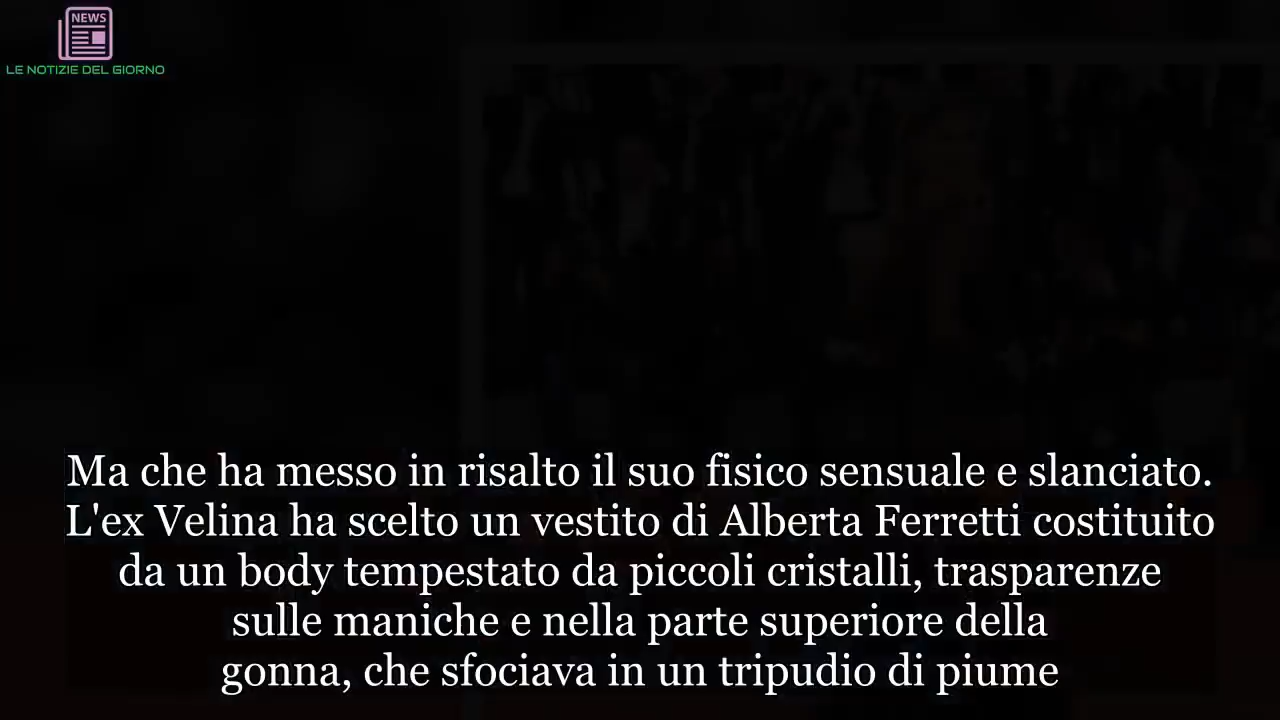 NEWS
LE NOTIZIE DEL GIORNO
Ma che ha messo in risalto il suo fisico sensuale e slanciato.
L'ex Velina ha scelto un vestito di Alberta Ferretti costituito
da un body tempestato da piccoli cristalli, trasparenze
sulle maniche e nella parte superiore della
gonna, che sfociava in un tripudio di piume